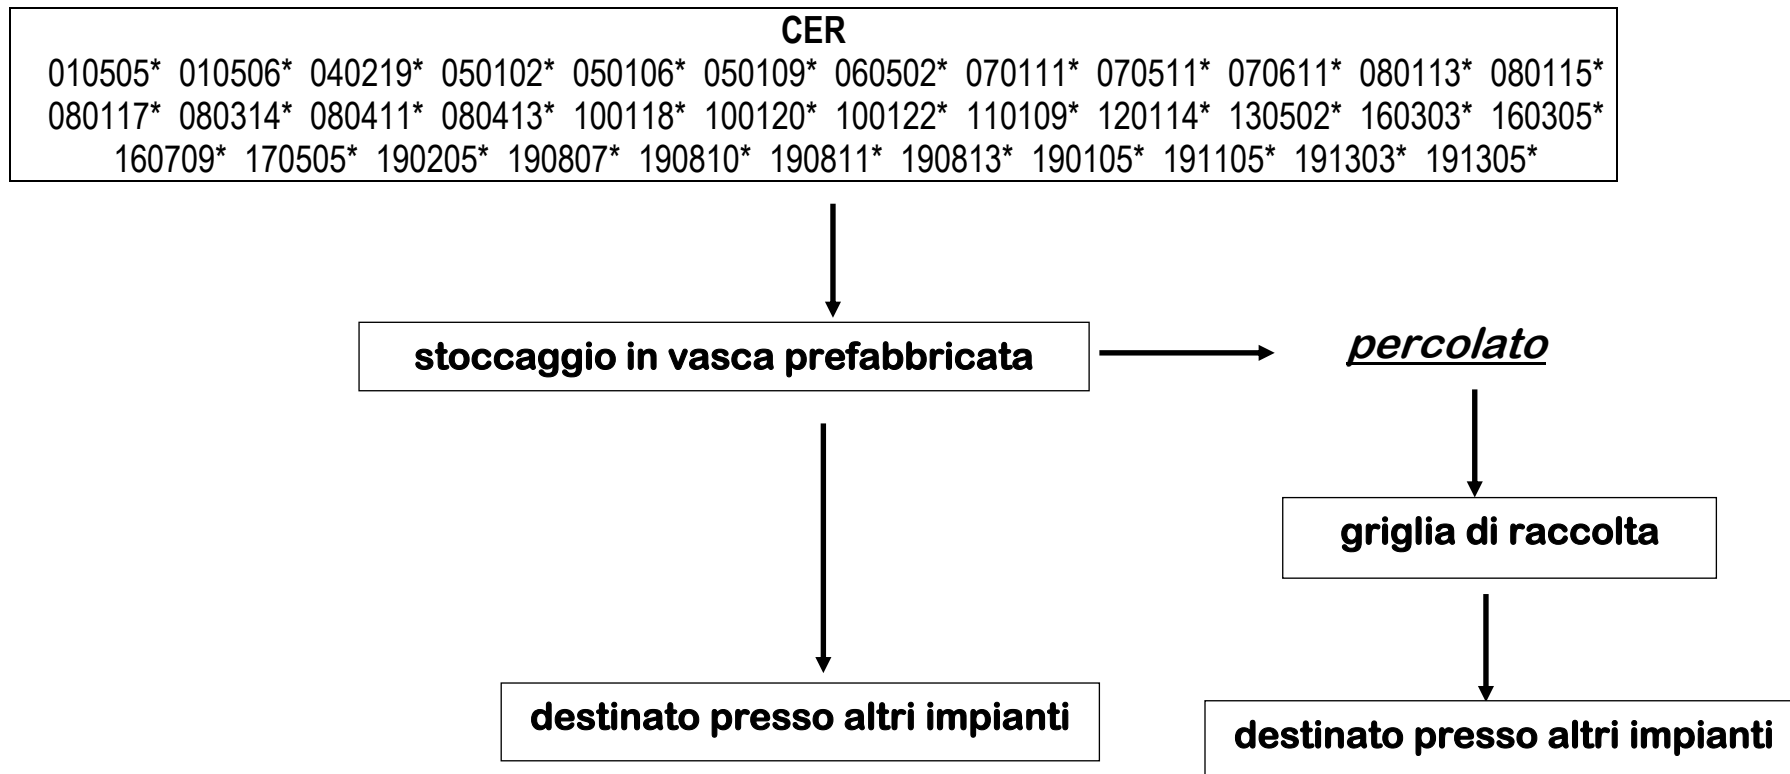 CER
010505* 010506* 040219* 050102* 050106* 050109* 060502* 070111* 070511* 070611* 080113* 080115*
080117* 080314* 080411* 080413* 100118* 100120* 100122* 110109* 120114* 130502* 160303* 160305*
160709* 170505* 190205* 190807* 190810* 190811* 190813* 190105* 191105* 191303* 191305*
stoccaggio in vasca prefabbricata
percolato
griglia di raccolta
destinato presso altri impianti
destinato presso altri impianti